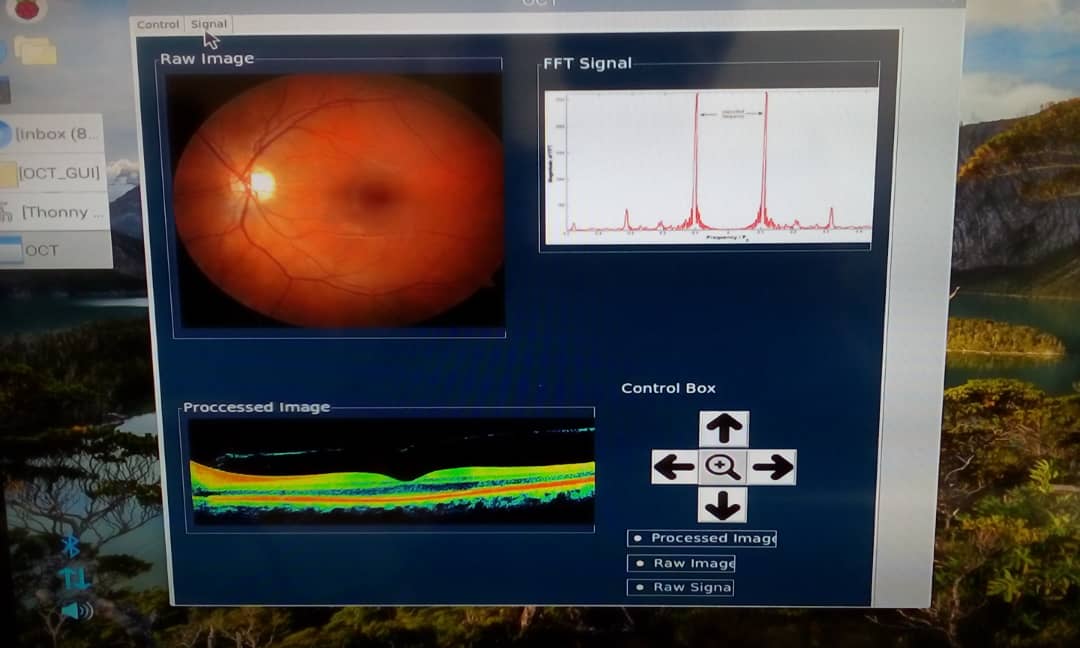 OCT
Control
Signal
Raw Image
FFT Signal
[Inbox (8...
[OCT_GUI]
[Thonny ...
OCT
Frequency / F
Proccessed Image
Control Box
Processed Image
Raw Image
Raw Signa